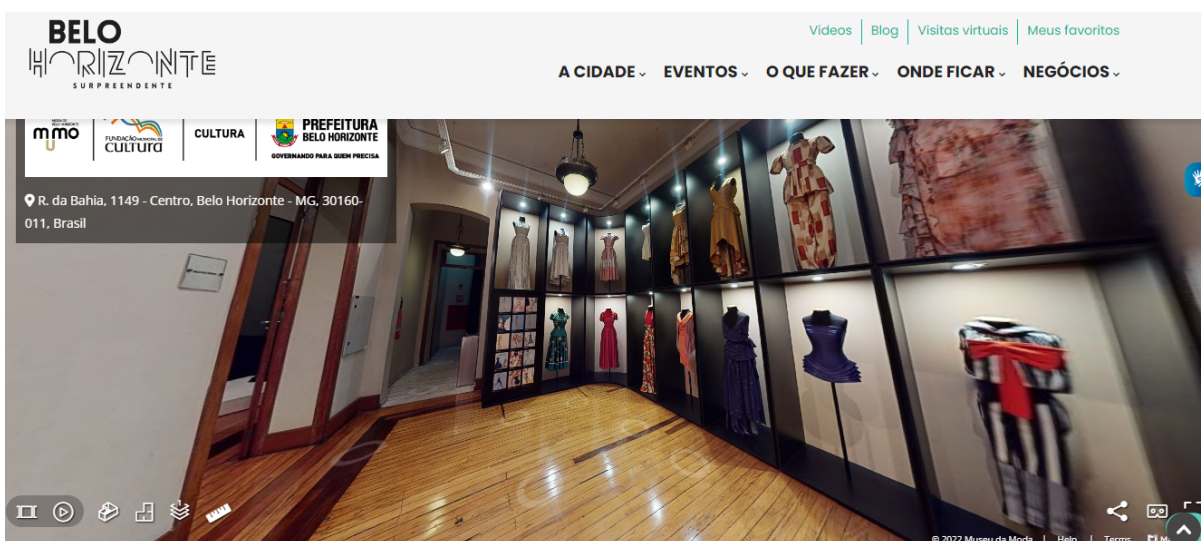 BELO
HORIZONTE
SURPREENDENTE
Vídeos | Blog | Visitas virtuais | Meus favoritos
A CIDADE EVENTOS O QUE FAZER ONDE FICAR NEGÓCIOS
mmo
FUNDAÇÃO MUNICIPAL DE
CULTURA
CULTURA
PREFEITURA
BELO HORIZONTE
GOVERNANDO PARA QUEM PRECISA
R. da Bahia, 1149 - Centro, Belo Horizonte - MG, 30160-
011, Brasil
© 2022 Museu da Moda | Help | Terms